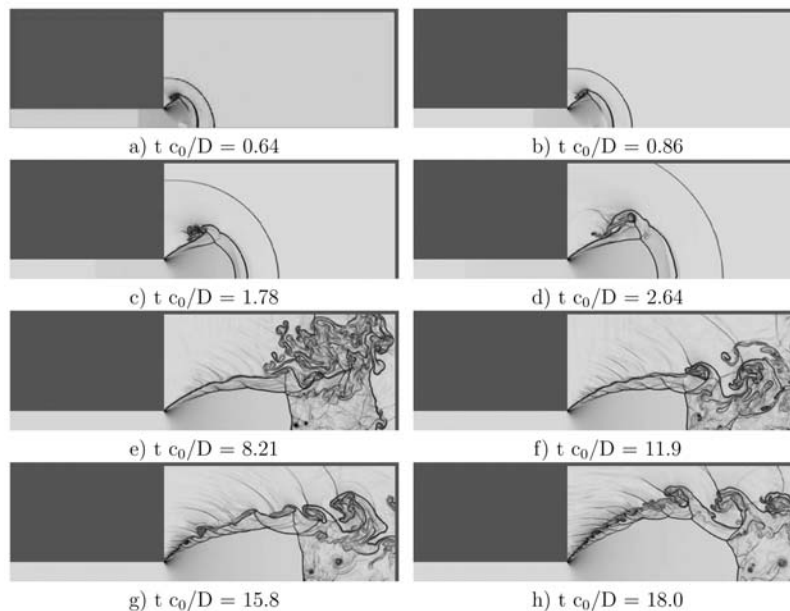 a) t c₀/D = 0.64
b) t c₀/D = 0.86
c) t c₀/D = 1.78
d) t c₀/D = 2.64
e) t c₀/D = 8.21
f) t c₀/D = 11.9
g) t c₀/D = 15.8
h) t c₀/D = 18.0